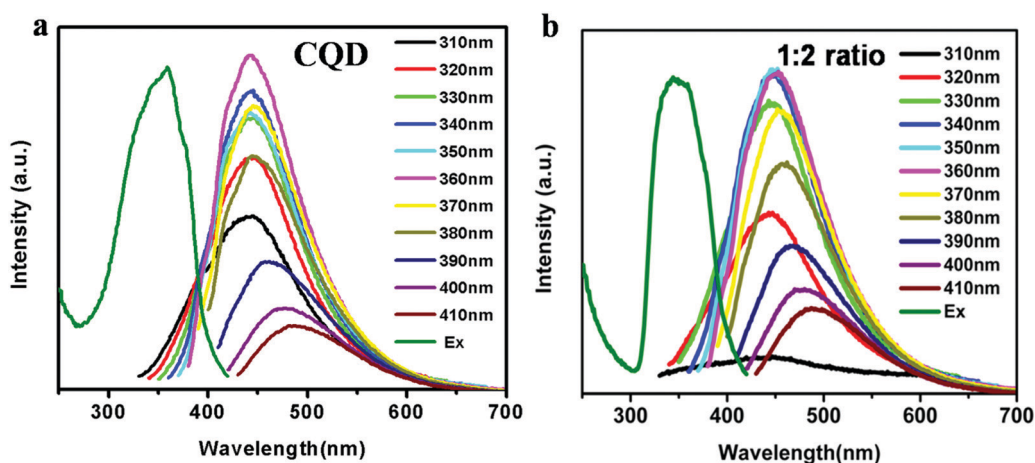 a
CQD
310nm
320nm
330nm
340nm
350nm
360nm
370nm
380nm
390nm
400nm
410nm
Ex
Intensity (a.u.)
300 400 500 600 700
Wavelength(nm)
b
1:2 ratio
310nm
320nm
330nm
340nm
350nm
360nm
370nm
380nm
390nm
400nm
410nm
Ex
Intensity (a.u.)
300 400 500 600 700
Wavelength(nm)